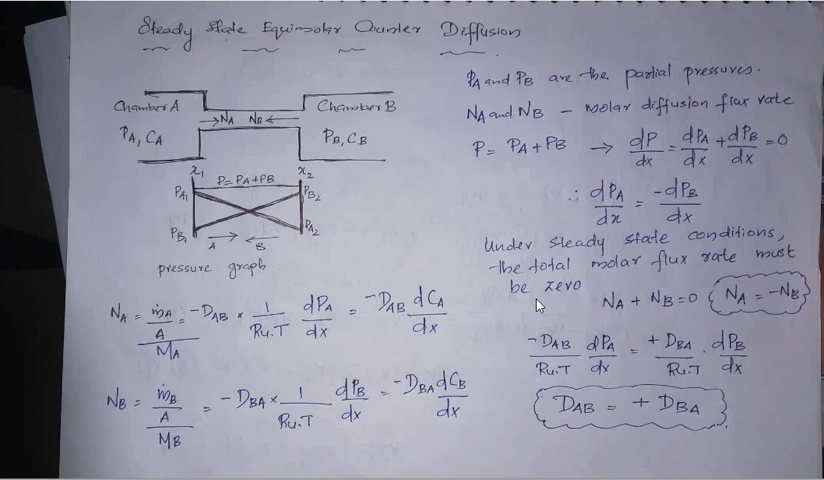 Steady State Equimolar Counter Diffusion
Chamber A
NA NB
Chamber B
PA, CA
PB, CB
x1
x2
P = PA + PB
PA1
PB2
PB1
PA2
A
B
pressure graph
PA and PB are the partial pressures.
NA and NB – molar diffusion flux rate
P = PA + PB → dP/dx = dPA/dx + dPB/dx = 0
∴ dPA/dx = -dPB/dx
Under steady state conditions,
the total molar flux rate must
be zero
NA + NB = 0 NA = -NB
-DAB/Ru.T dPA/dx = +DBA/Ru.T . dPB/dx
DAB = + DBA
NA = ṁA/A/MA = -DAB × 1/Ru.T dPA/dx = -DAB dCA/dx
NB = ṁB/A/MB = -DBA × 1/Ru.T dPB/dx = -DBA dCB/dx